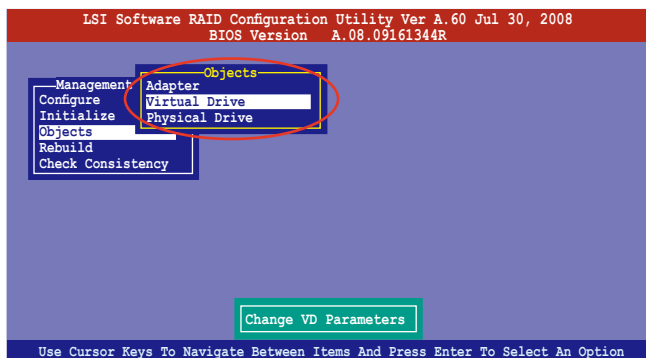 LSI Software RAID Configuration Utility Ver A.60 Jul 30, 2008
BIOS Version A.08.09161344R
Management
Configure
Initialize
Objects
Rebuild
Check Consistency
Objects
Adapter
Virtual Drive
Physical Drive
Change VD Parameters
Use Cursor Keys To Navigate Between Items And Press Enter To Select An Option